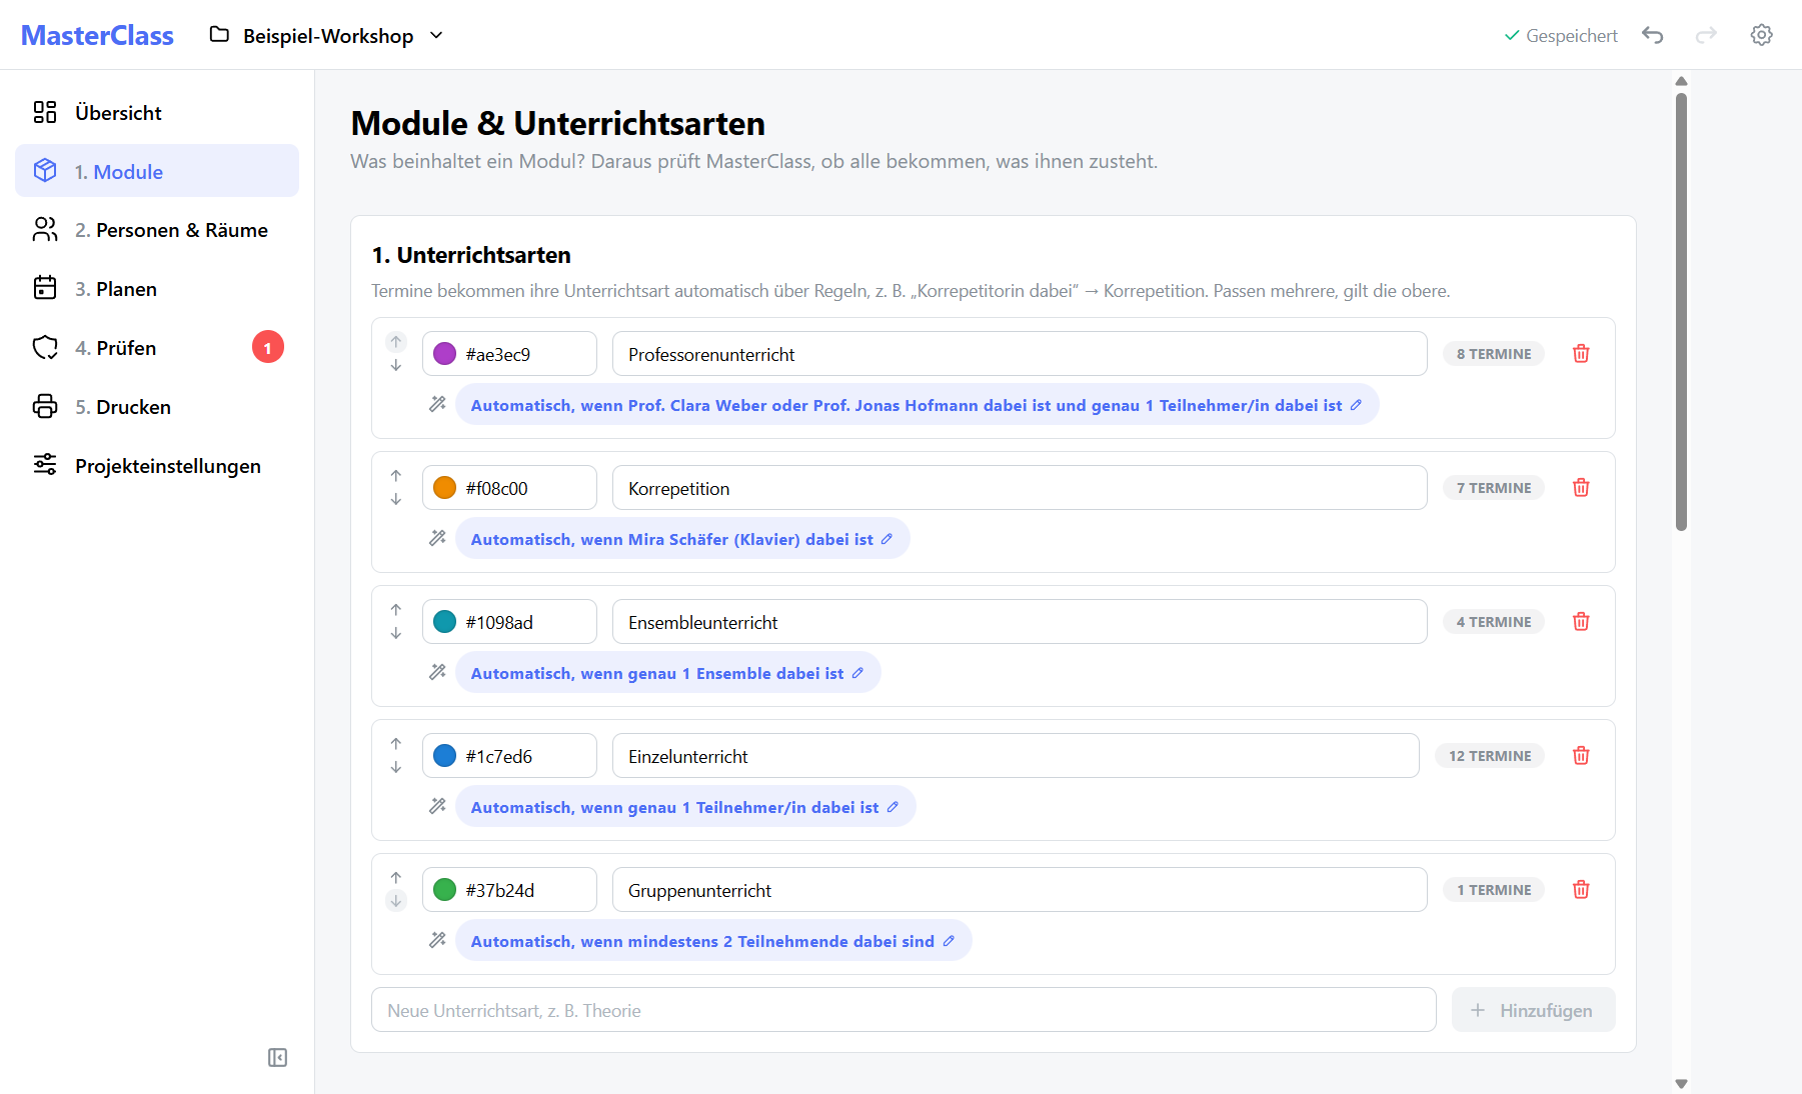 MasterClass
Beispiel-Workshop
Gespeichert
Übersicht
1. Module
2. Personen & Räume
3. Planen
4. Prüfen
1
5. Drucken
Projekteinstellungen
Module & Unterrichtsarten
Was beinhaltet ein Modul? Daraus prüft MasterClass, ob alle bekommen, was ihnen zusteht.
1. Unterrichtsarten
Termine bekommen ihre Unterrichtsart automatisch über Regeln, z. B. „Korrepetitorin dabei“ → Korrepetition. Passen mehrere, gilt die obere.
#ae3ec9
Professorenunterricht
8 TERMINE
Automatisch, wenn Prof. Clara Weber oder Prof. Jonas Hofmann dabei ist und genau 1 Teilnehmer/in dabei ist
#f08c00
Korrepetition
7 TERMINE
Automatisch, wenn Mira Schäfer (Klavier) dabei ist
#1098ad
Ensembleunterricht
4 TERMINE
Automatisch, wenn genau 1 Ensemble dabei ist
#1c7ed6
Einzelunterricht
12 TERMINE
Automatisch, wenn genau 1 Teilnehmer/in dabei ist
#37b24d
Gruppenunterricht
1 TERMINE
Automatisch, wenn mindestens 2 Teilnehmende dabei sind
Neue Unterrichtsart, z. B. Theorie
+ Hinzufügen